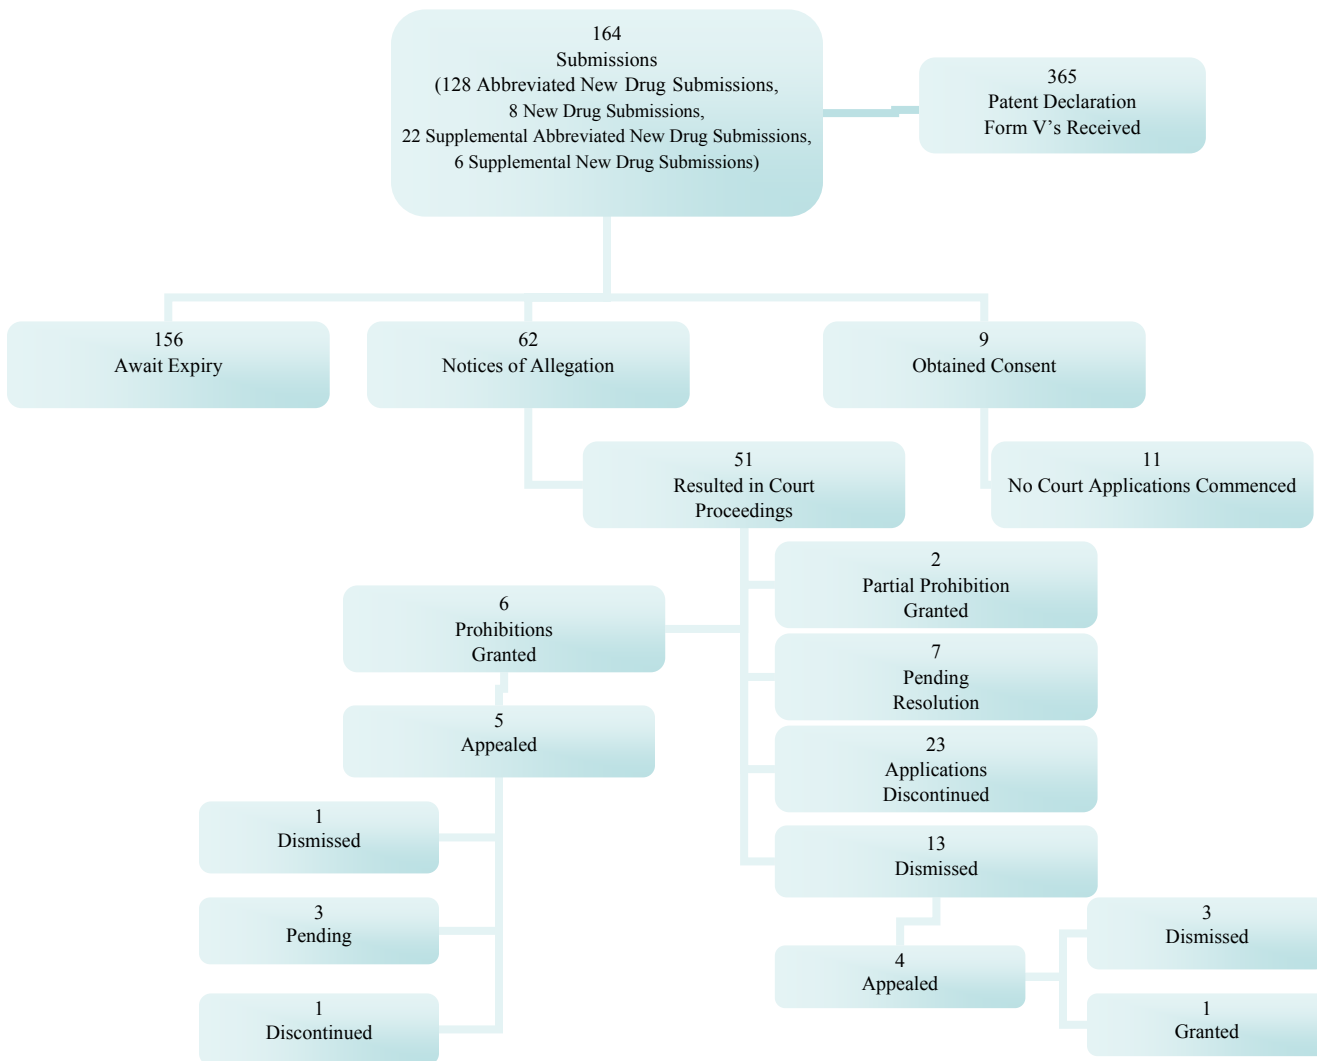 164
Submissions
(128 Abbreviated New Drug Submissions,
8 New Drug Submissions,
22 Supplemental Abbreviated New Drug Submissions,
6 Supplemental New Drug Submissions)
365
Patent Declaration
Form V's Received
156
Await Expiry
62
Notices of Allegation
9
Obtained Consent
51
Resulted in Court
Proceedings
11
No Court Applications Commenced
2
Partial Prohibition
Granted
6
Prohibitions
Granted
7
Pending
Resolution
5
Appealed
23
Applications
Discontinued
1
Dismissed
13
Dismissed
3
Pending
3
Dismissed
4
Appealed
1
Discontinued
1
Granted